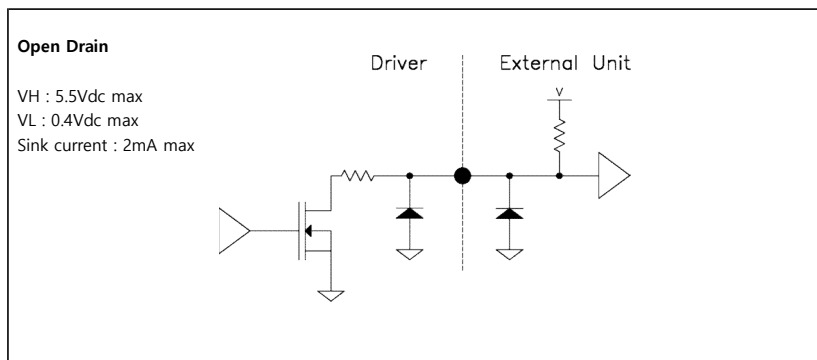 Open Drain
Driver
External Unit
VH : 5.5Vdc max
VL : 0.4Vdc max
Sink current : 2mA max
V